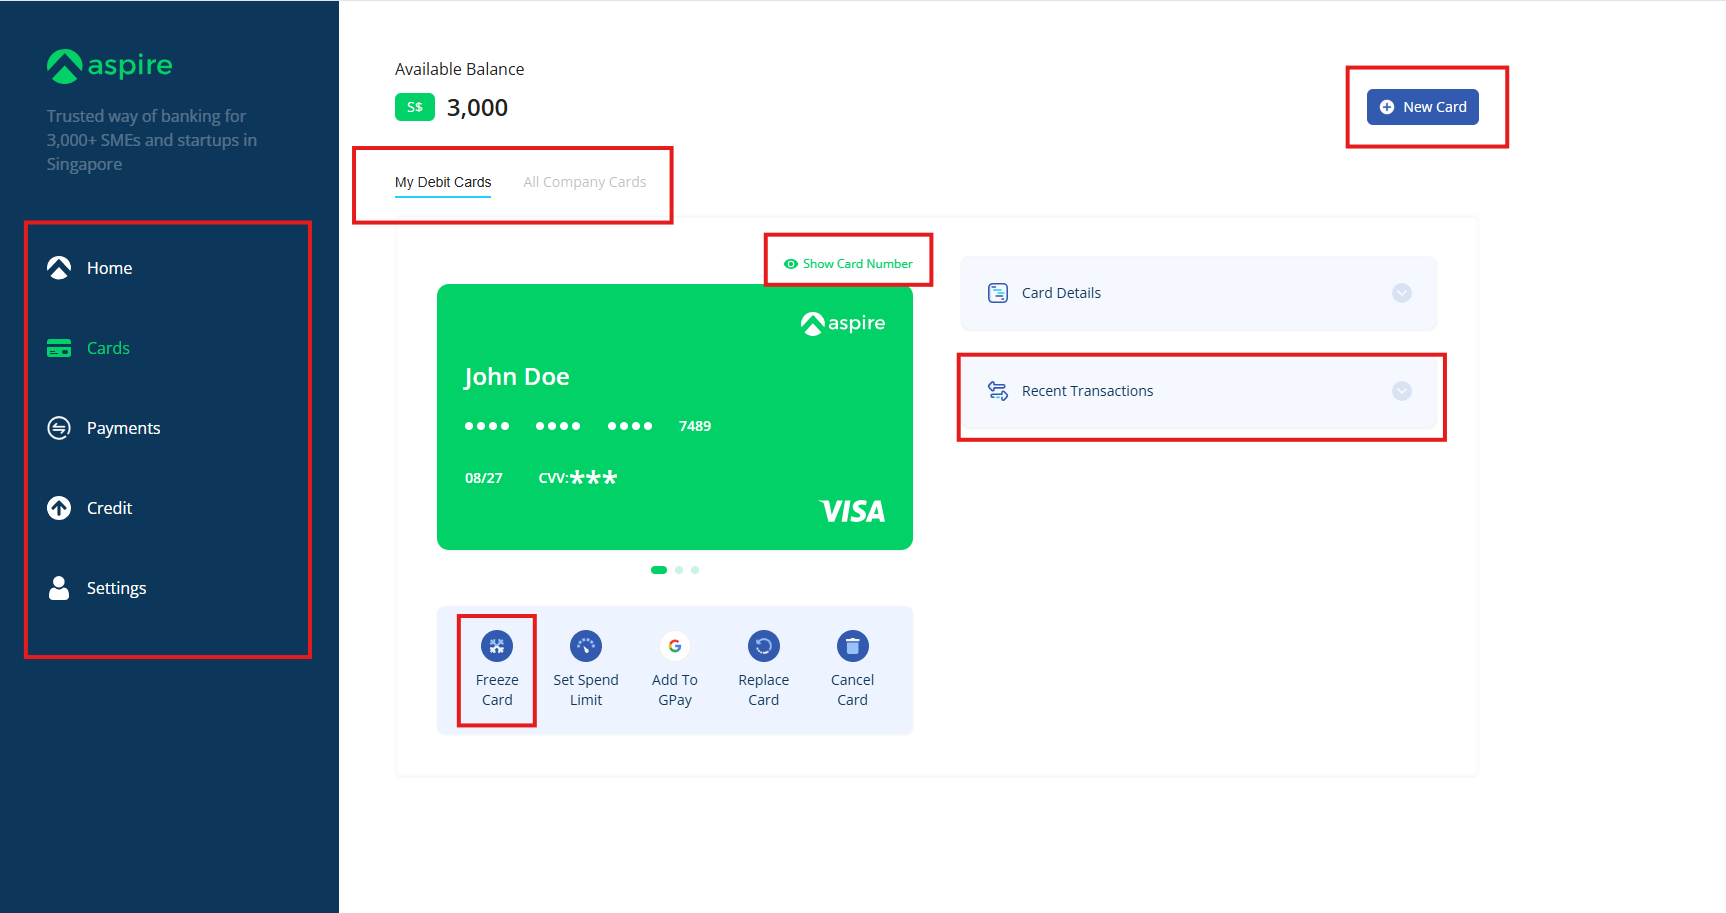 aspire
Trusted way of banking for
3,000+ SMEs and startups in
Singapore
Home
Cards
Payments
Credit
Settings
Available Balance
S$ 3,000
New Card
My Debit Cards All Company Cards
Show Card Number
aspire
John Doe
•••• •••• •••• 7489
08/27 CVV:***
VISA
Freeze
Card
Set Spend
Limit
Add To
GPay
Replace
Card
Cancel
Card
Card Details
Recent Transactions